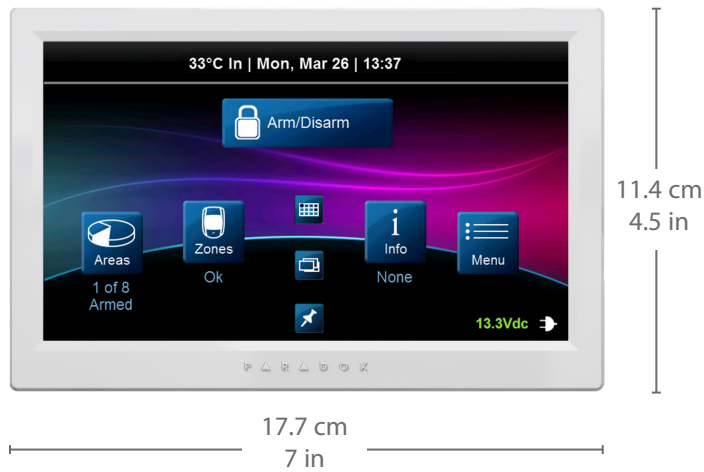 33°C In | Mon, Mar 26 | 13:37
Arm/Disarm
11.4 cm
4.5 in
Areas
Zones
Info
Menu
1 of 8
Armed
Ok
None
13.3Vdc
PARADOX
17.7 cm
7 in